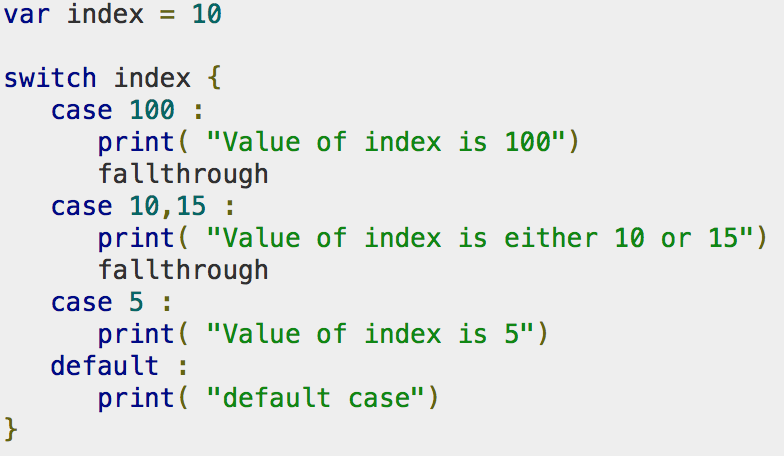 var index = 10
switch index {
case 100 :
print( "Value of index is 100")
fallthrough
case 10,15 :
print( "Value of index is either 10 or 15")
fallthrough
case 5 :
print( "Value of index is 5")
default :
print( "default case")
}